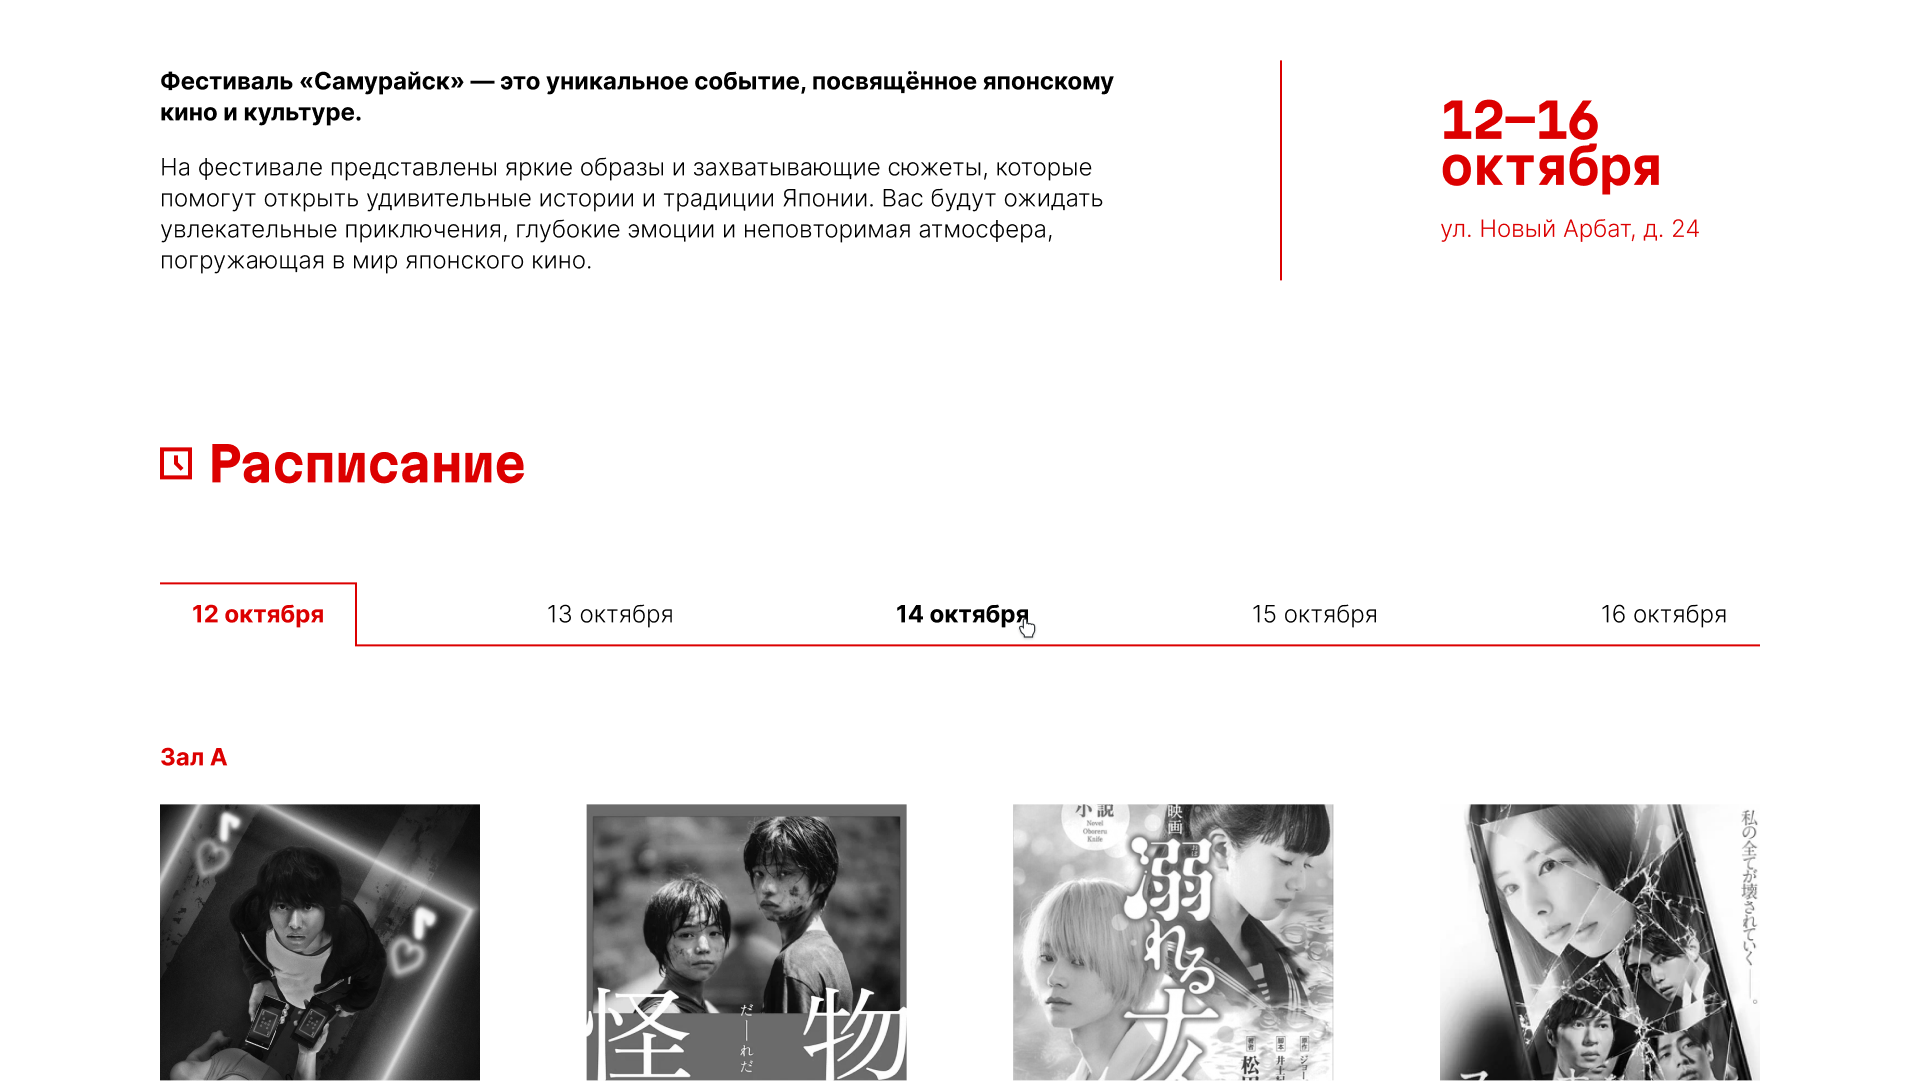 Фестиваль «Самурайск» — это уникальное событие, посвящённое японскому
кино и культуре.
На фестивале представлены яркие образы и захватывающие сюжеты, которые
помогут открыть удивительные истории и традиции Японии. Вас будут ожидать
увлекательные приключения, глубокие эмоции и неповторимая атмосфера,
погружающая в мир японского кино.
12–16
октября
ул. Новый Арбат, д. 24
Расписание
12 октября
13 октября
14 октября
15 октября
16 октября
Зал А
怪物
だ―れだ
小説
Novel
Oboreru
Knife
映画
溺れるナイ
私の全てが壊されていく――。